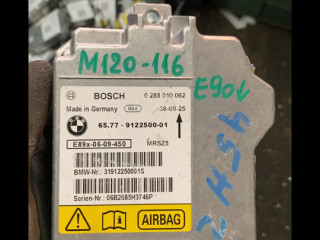 M120-116
BOSCH 0 285 010 062
Made in Germany 06-09-25
E90L
65.77 - 9122500-01
E89x-06-09-450 MRSZ5
BMW-Nr.: 31912250001S
Serien-Nr.: 06B2685H3746P
AIRBAG